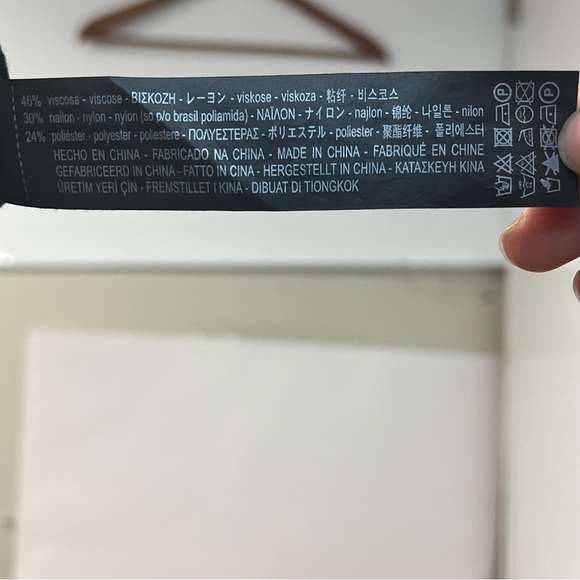 46% viscosa - viscose - ΒΙΣΚΟΖΗ - レーヨン - viskose - viskoza - 粘纤 - 비스코스
30% nailon - nylon - nylon (so p/o brasil poliamida) - ΝΑΪΛΟΝ - ナイロン - najlon - 锦纶 - 나일론 - nilon
24% poliéster - polyester - poliestere - ΠΟΛΥΕΣΤΕΡΑΣ - ポリエステル - poliester - 聚酯纤维 - 폴리에스터
HECHO EN CHINA - FABRICADO NA CHINA - MADE IN CHINA - FABRIQUÉ EN CHINE
GEFABRICEERD IN CHINA - FATTO IN CINA - HERGESTELLT IN CHINA - ΚΑΤΑΣΚΕΥΗ ΚΙΝΑ
ÜRETİM YERİ ÇİN - FREMSTILLET I KINA - DIBUAT DI TIONGKOK
P P